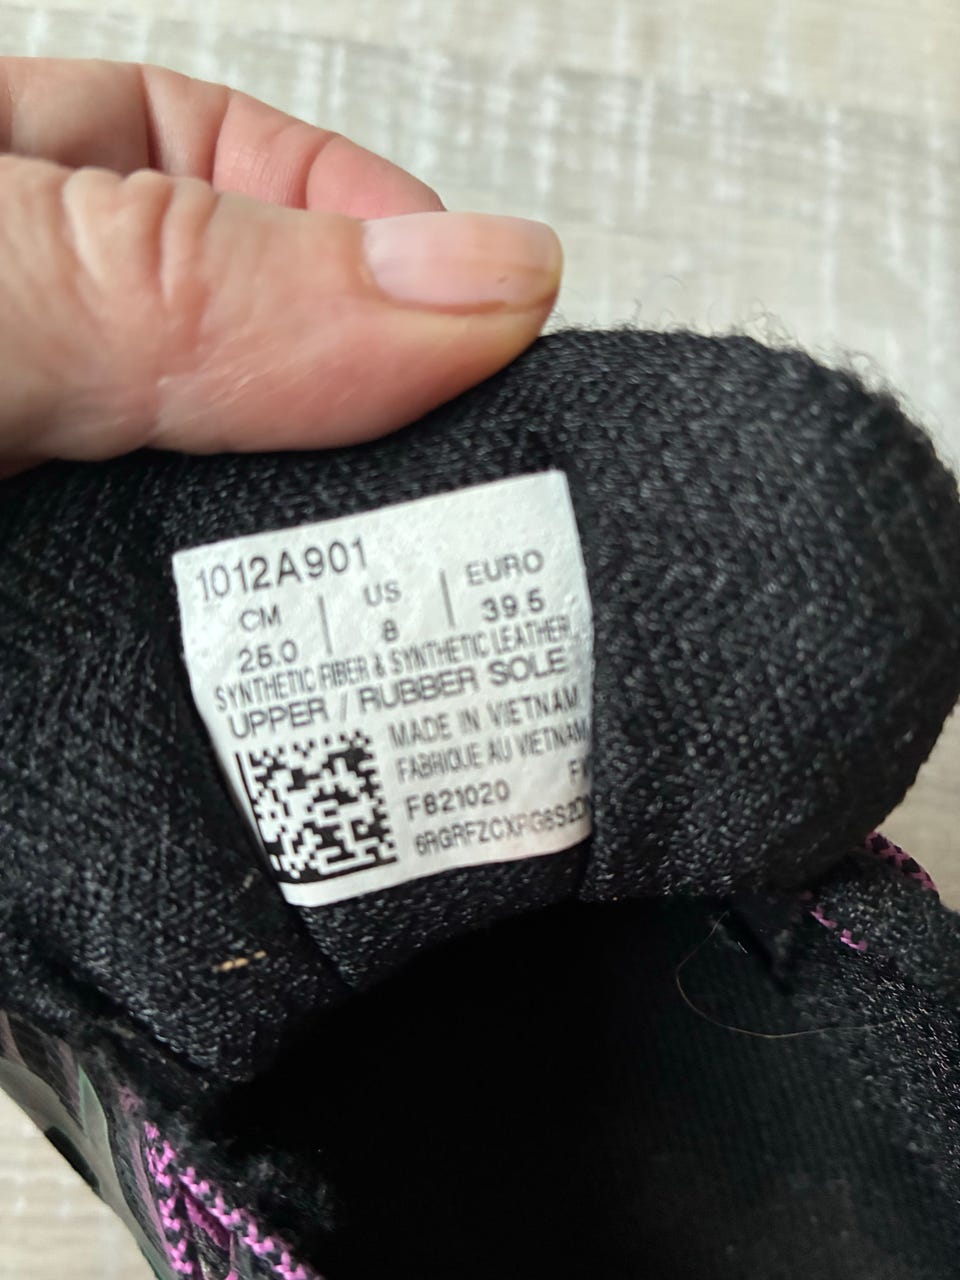 1012A901
CM | US | EURO
25.0 | 8 | 39.5
SYNTHETIC FIBER & SYNTHETIC LEATHER
UPPER / RUBBER SOLE
MADE IN VIETNAM
FABRIQUE AU VIETNAM
F821020 FW